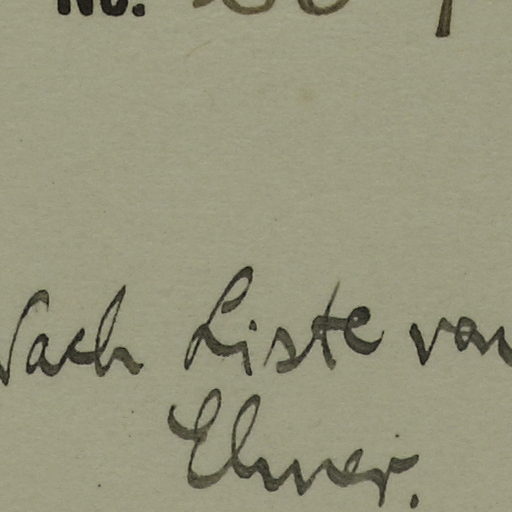 No.
Nach Liste von
Elmer.